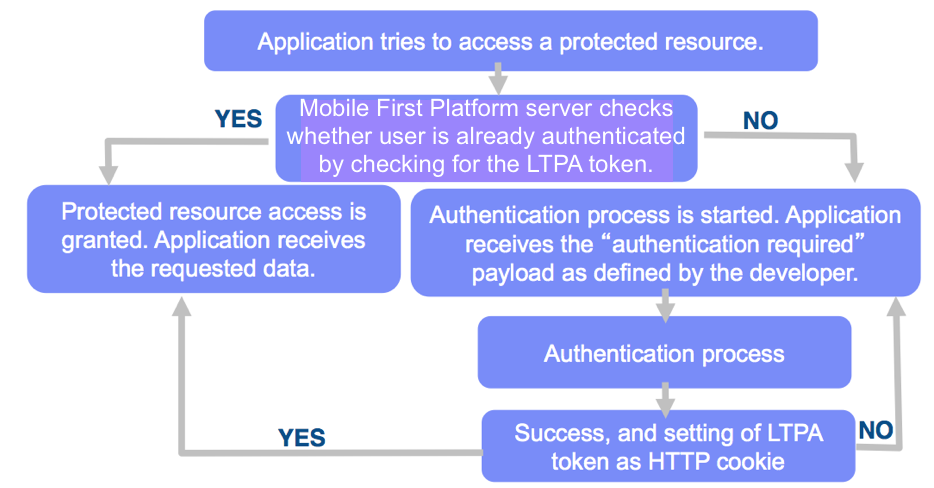 Application tries to access a protected resource.
YES
Mobile First Platform server checks
whether user is already authenticated
by checking for the LTPA token.
NO
Protected resource access is
granted. Application receives
the requested data.
Authentication process is started. Application
receives the “authentication required”
payload as defined by the developer.
Authentication process
YES
Success, and setting of LTPA
token as HTTP cookie
NO